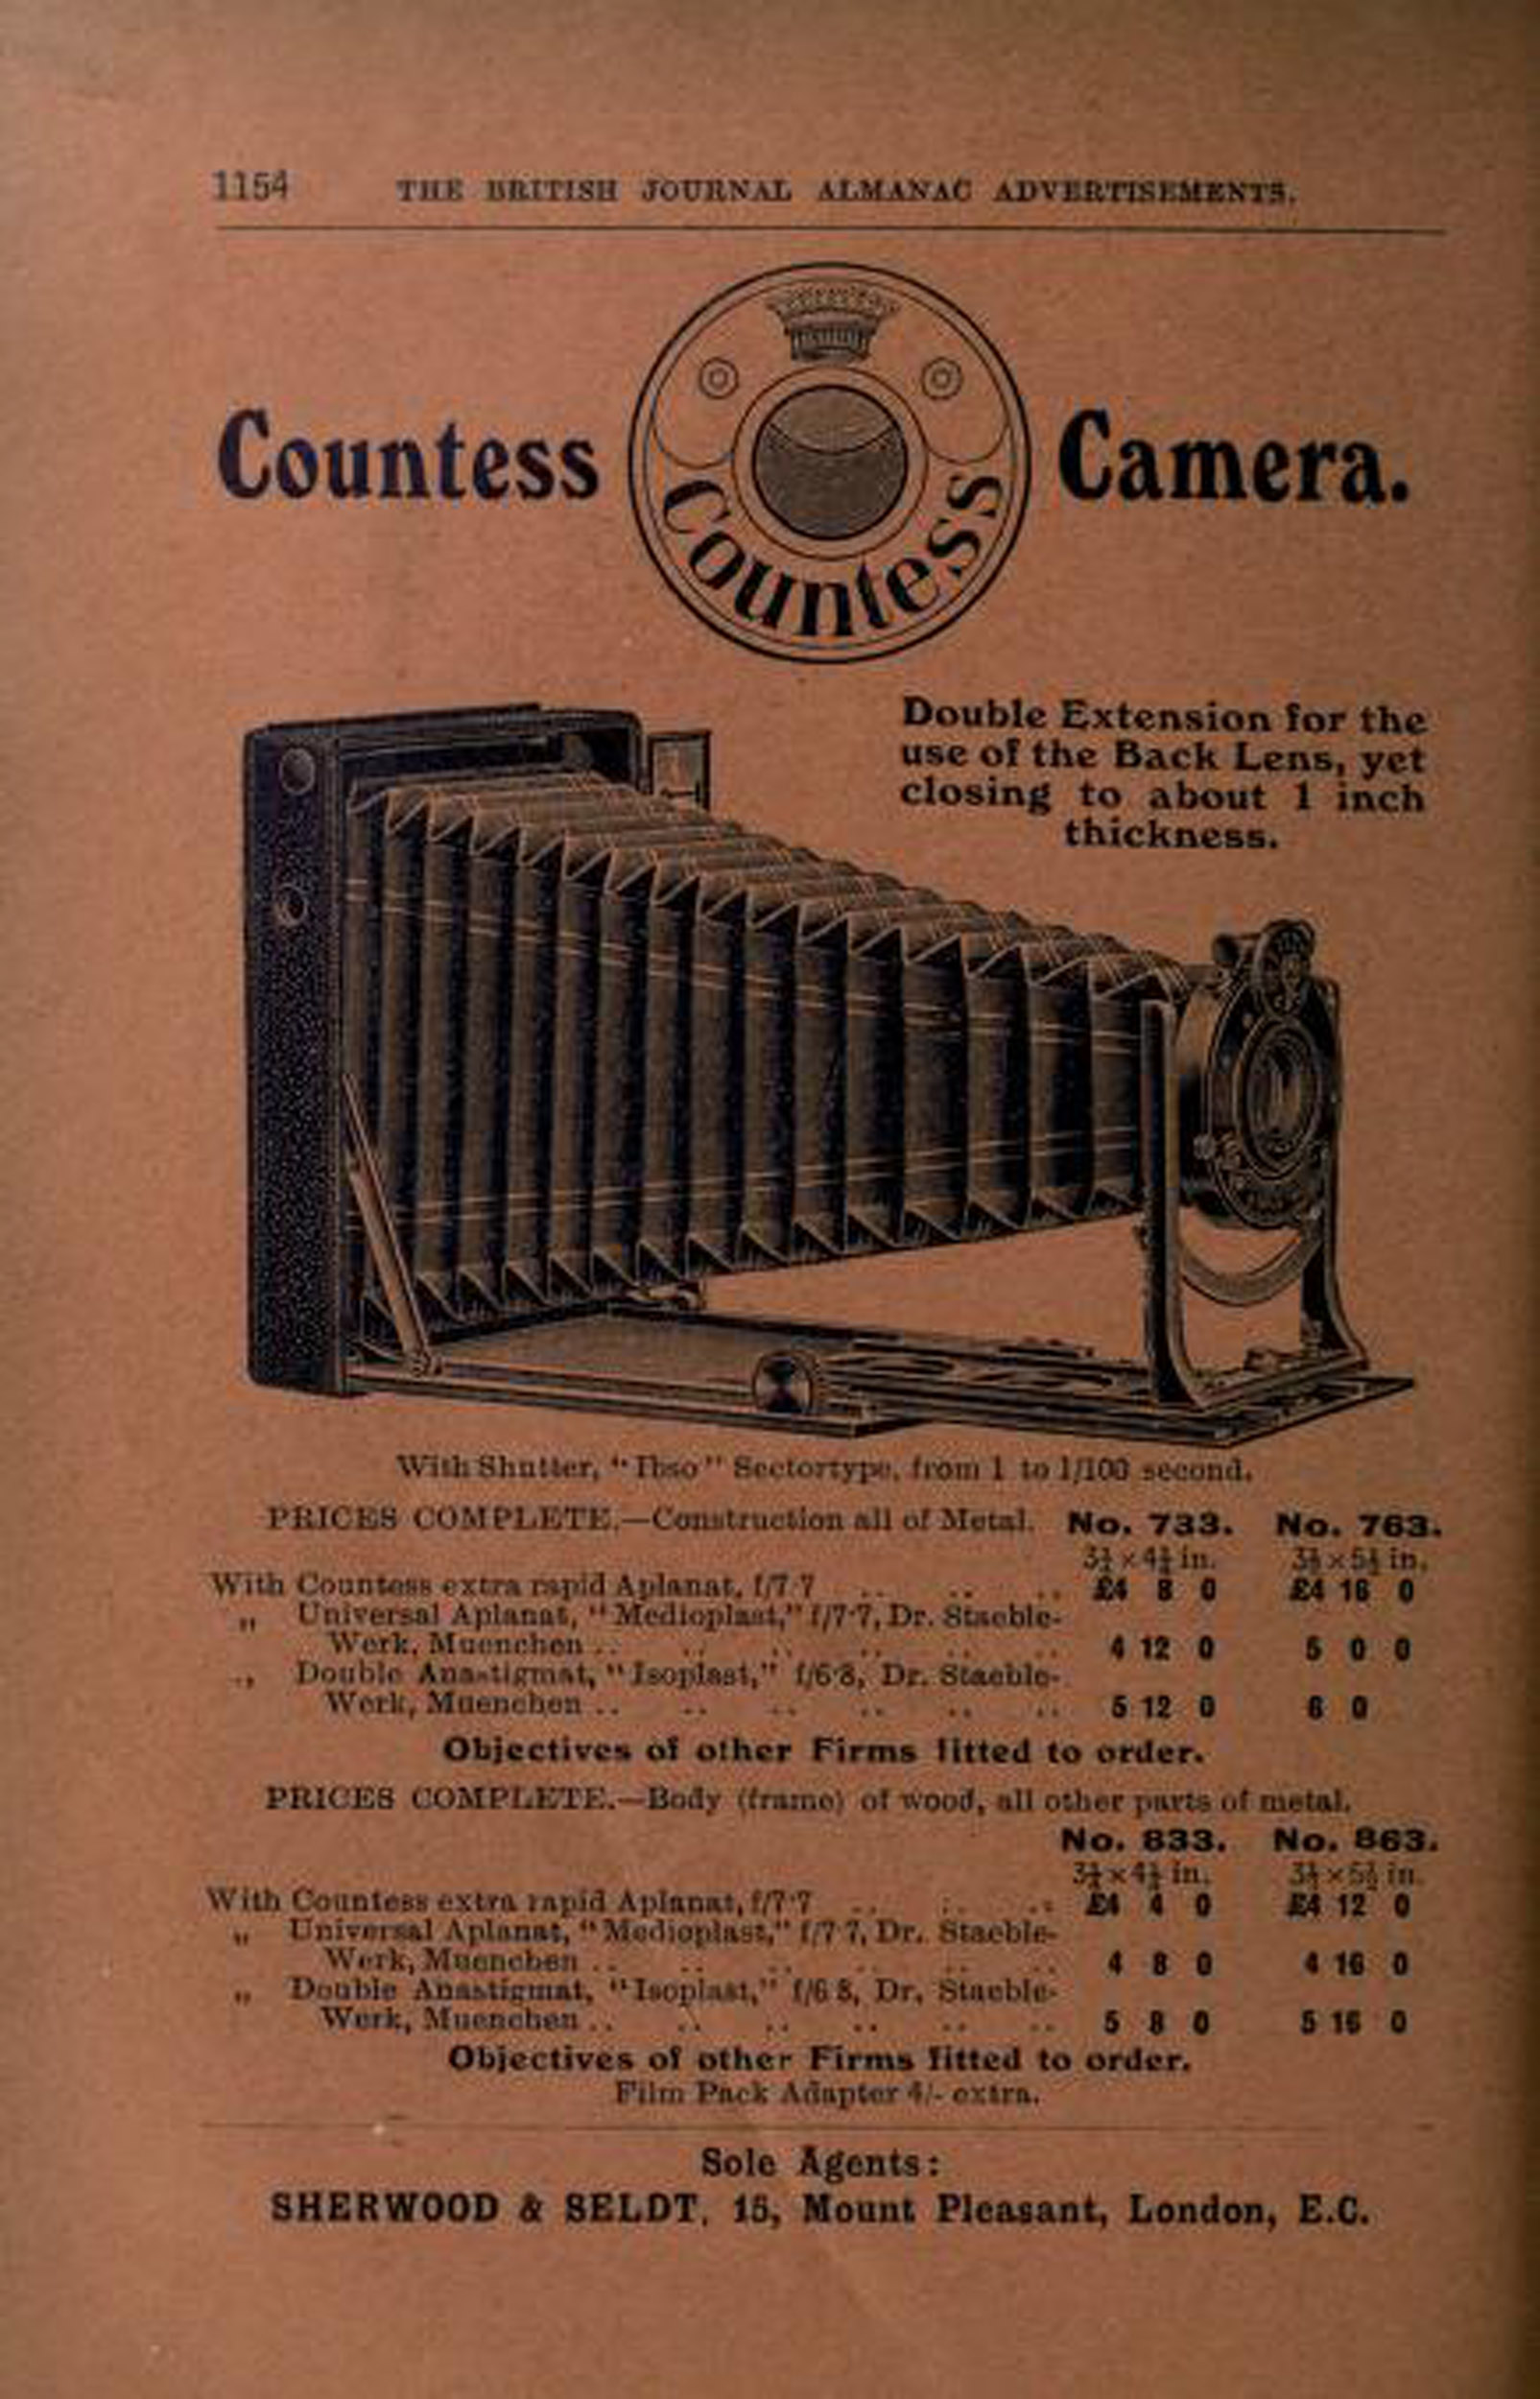 1154 THE BRITISH JOURNAL ALMANAC ADVERTISEMENTS.
Countess Camera.
Countess
Double Extension for the
use of the Back Lens, yet
closing to about 1 inch
thickness.
With Shutter, "Ibso" Sectortype, from 1 to 1/100 second.
PRICES COMPLETE.—Construction all of Metal. No. 733. No. 763.
3¼ × 4¼ in. 3½ × 5½ in.
With Countess extra rapid Aplanat, f/7·7 .. .. .. £4 8 0 £4 16 0
„ Universal Aplanat, "Medioplast," f/7·7, Dr. Staeble-
Werk, Muenchen .. .. .. .. .. .. 4 12 0 5 0 0
„ Double Anastigmat, "Isoplast," f/6·8, Dr. Staeble-
Werk, Muenchen .. .. .. .. .. .. 5 12 0 6 0
Objectives of other Firms fitted to order.
PRICES COMPLETE.—Body (frame) of wood, all other parts of metal.
No. 833. No. 863.
3¼ × 4¼ in. 3½ × 5½ in.
With Countess extra rapid Aplanat, f/7·7 .. .. .. £4 4 0 £4 12 0
„ Universal Aplanat, "Medioplast," f/7·7, Dr. Staeble-
Werk, Muenchen .. .. .. .. .. .. 4 8 0 4 16 0
„ Double Anastigmat, "Isoplast," f/6·8, Dr. Staeble-
Werk, Muenchen .. .. .. .. .. .. 5 8 0 5 16 0
Objectives of other Firms fitted to order.
Film Pack Adapter 4/- extra.
Sole Agents:
SHERWOOD & SELDT, 15, Mount Pleasant, London, E.C.